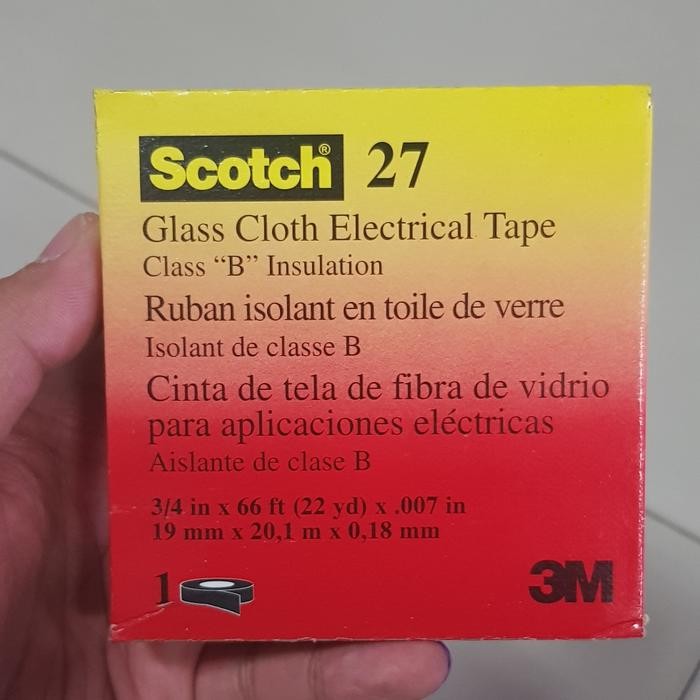 Scotch® 27
Glass Cloth Electrical Tape
Class “B” Insulation
Ruban isolant en toile de verre
Isolant de classe B
Cinta de tela de fibra de vidrio
para aplicaciones eléctricas
Aislante de clase B
3/4 in x 66 ft (22 yd) x .007 in
19 mm x 20,1 m x 0,18 mm
1
3M